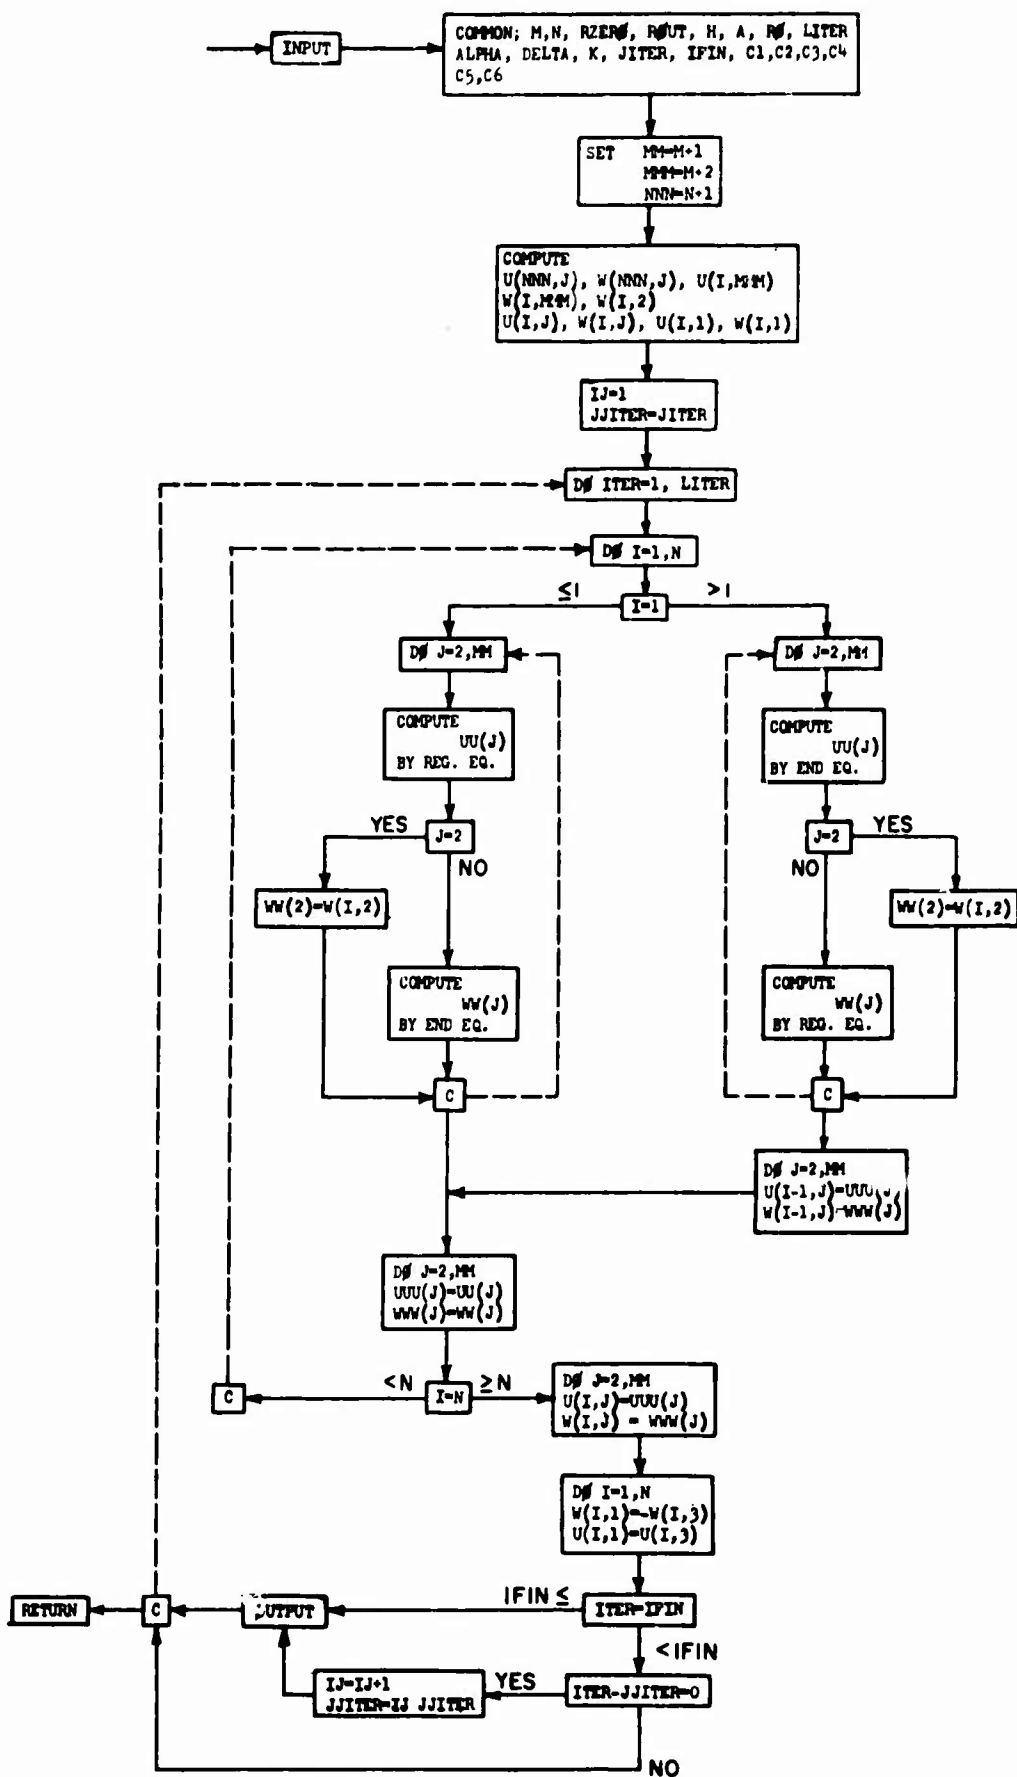 INPUT
COMMON; M,N, RZERØ, RØUT, H, A, RØ, LITER
ALPHA, DELTA, K, JITER, IFIN, C1,C2,C3,C4
C5,C6
SET MM=M+1
MMM=M+2
NNN=N+1
COMPUTE
U(NNN,J), W(NNN,J), U(I,MMM)
W(I,MMM), W(I,2)
U(I,J), W(I,J), U(I,1), W(I,1)
IJ=1
JJITER=JITER
DØ ITER=1, LITER
DØ I=1,N
≤1
I=1
>1
DØ J=2,MM
DØ J=2,MM
COMPUTE
UU(J)
BY REG. EQ.
COMPUTE
UU(J)
BY END EQ.
YES
J=2
NO
J=2
YES
NO
WW(2)=W(I,2)
WW(2)=W(I,2)
COMPUTE
WW(J)
BY END EQ.
COMPUTE
WW(J)
BY REG. EQ.
C
C
DØ J=2,MM
U(I-1,J)=UUU(J)
W(I-1,J)=WWW(J)
DØ J=2,MM
UUU(J)=UU(J)
WWW(J)=WW(J)
C
<N
I=N
≥N
DØ J=2,MM
U(I,J)=UUU(J)
W(I,J) = WWW(J)
DØ I=1,N
W(I,1)=-W(I,3)
U(I,1)=U(I,3)
RETURN
C
ØUTPUT
IFIN ≤
ITER=IFIN
<IFIN
IJ=IJ+1
JJITER=IJ JJITER
YES
ITER-JJITER=0
NO